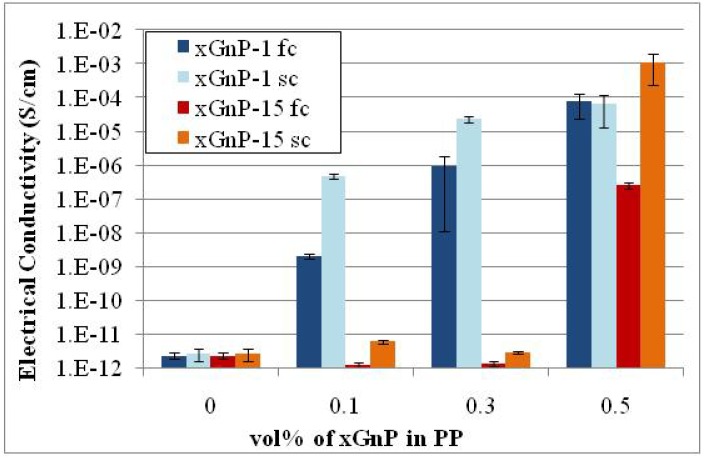 Electrical Conductivity (S/cm)
1.E-02
1.E-03
1.E-04
1.E-05
1.E-06
1.E-07
1.E-08
1.E-09
1.E-10
1.E-11
1.E-12
xGnP-1 fc
xGnP-1 sc
xGnP-15 fc
xGnP-15 sc
0 0.1 0.3 0.5
vol% of xGnP in PP